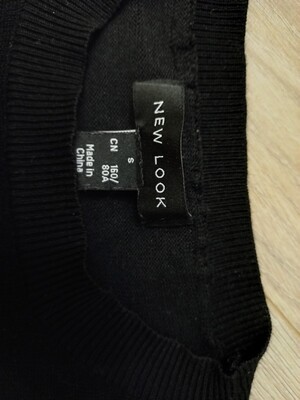 NEW LOOK
S
CN 160/
80A
Made in
China